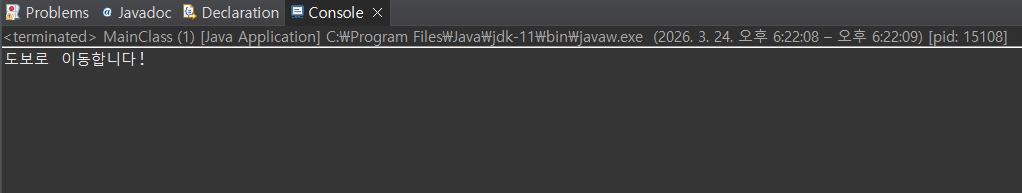 Problems @ Javadoc Declaration Console
<terminated> MainClass (1) [Java Application] C:₩Program Files₩Java₩jdk-11₩bin₩javaw.exe (2026. 3. 24. 오후 6:22:08 – 오후 6:22:09) [pid: 15108]
도보로 이동합니다!